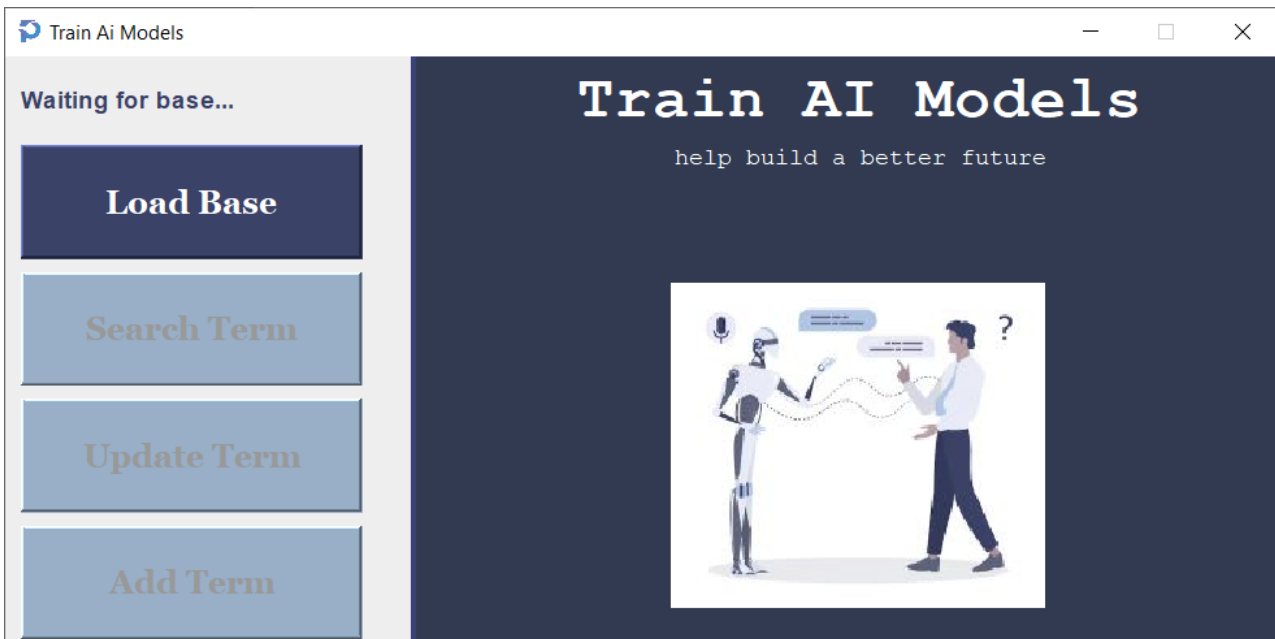 Train Ai Models
Waiting for base...
Load Base
Search Term
Update Term
Add Term
Train AI Models
help build a better future
?